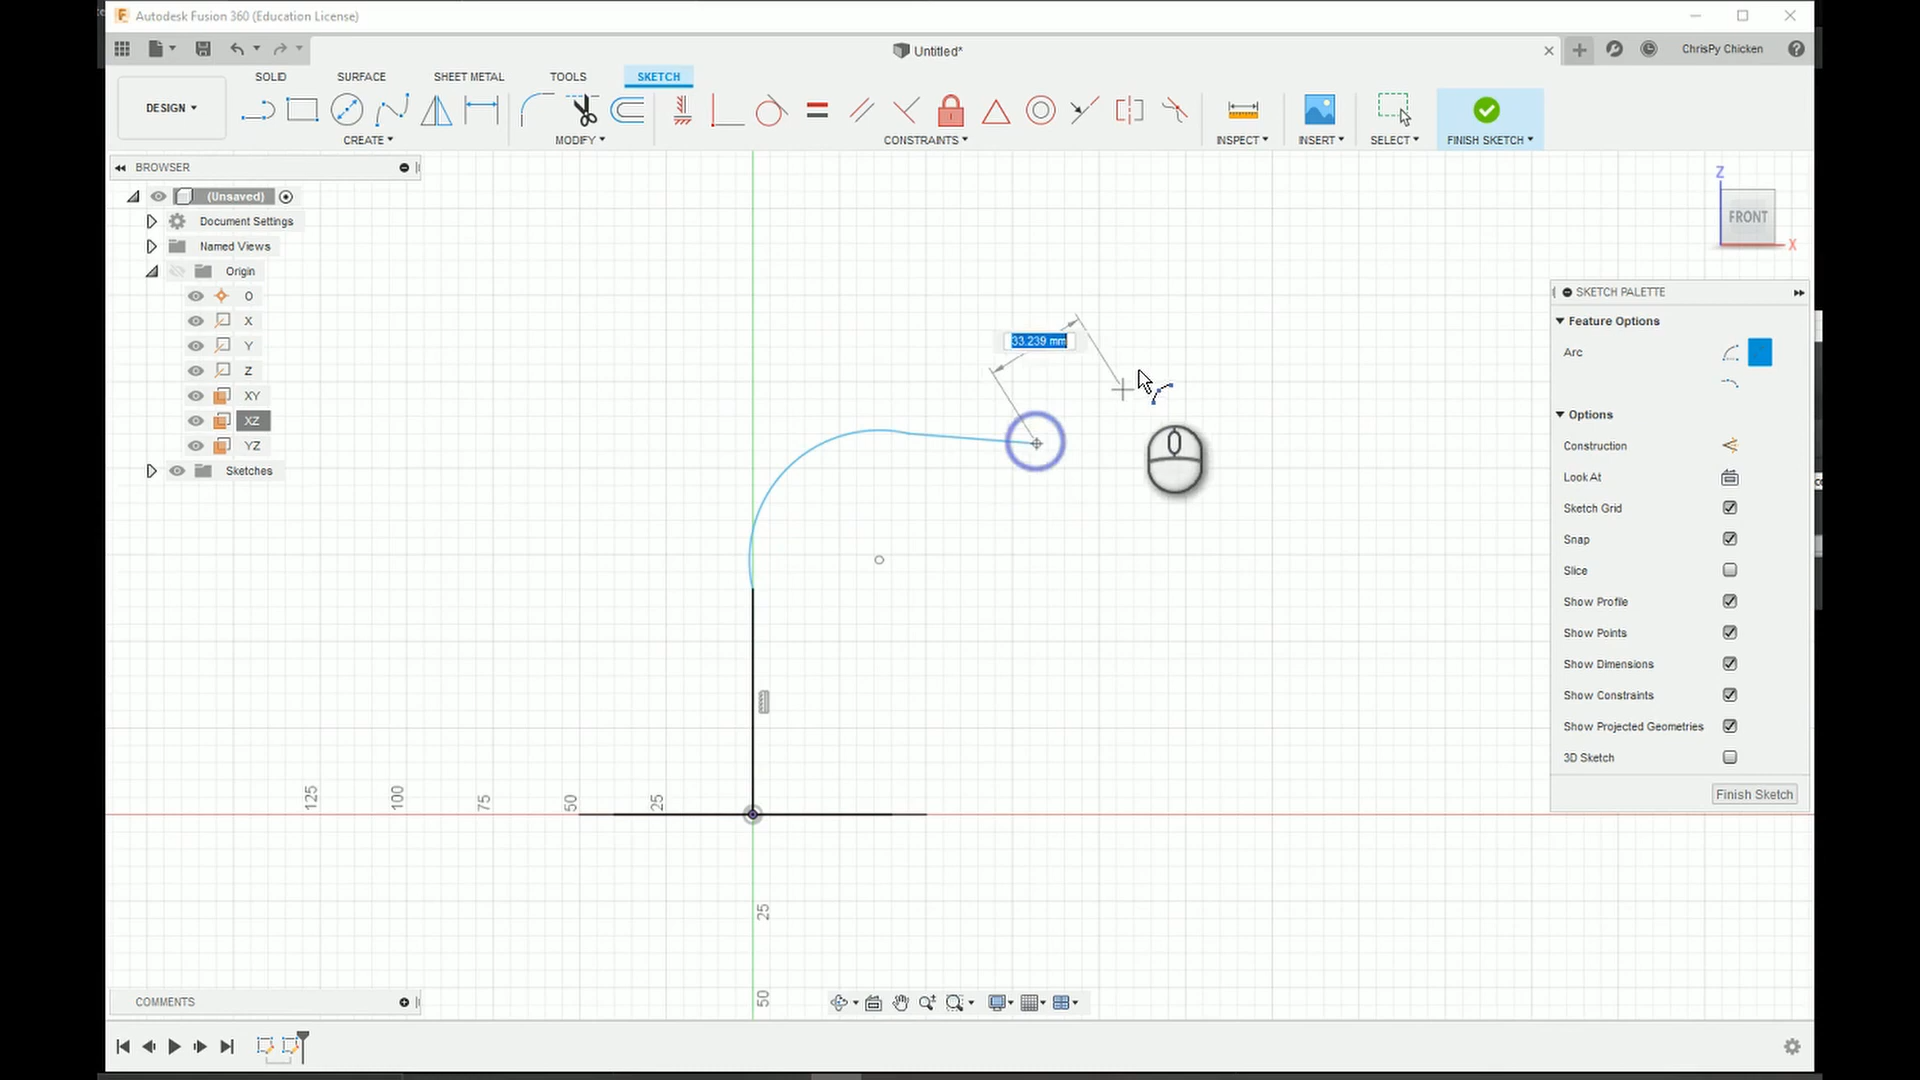 Autodesk Fusion 360 (Education License)
Untitled*
ChrisPy Chicken
SOLID SURFACE SHEET METAL TOOLS SKETCH
DESIGN
CREATE MODIFY CONSTRAINTS INSPECT INSERT SELECT FINISH SKETCH
BROWSER
(Unsaved)
Document Settings
Named Views
Origin
O
X
Y
Z
XY
XZ
YZ
Sketches
Z
FRONT
X
33.239 mm
SKETCH PALETTE
Feature Options
Arc
Options
Construction
Look At
Sketch Grid
Snap
Slice
Show Profile
Show Points
Show Dimensions
Show Constraints
Show Projected Geometries
3D Sketch
Finish Sketch
125 100 75 50 25
25
50
COMMENTS